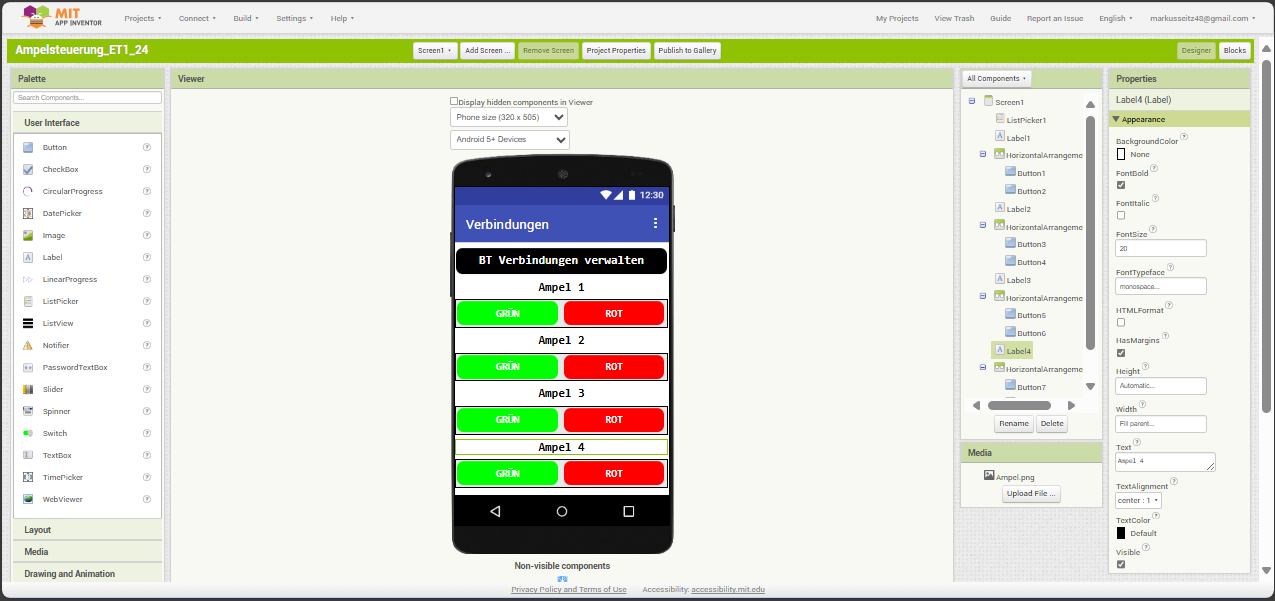 MIT
APP INVENTOR
Projects
Connect
Build
Settings
Help
My Projects
View Trash
Guide
Report an Issue
English
markusseitz48@gmail.com
Ampelsteuerung_ET1_24
Screen1
Add Screen ...
Remove Screen
Project Properties
Publish to Gallery
Designer
Blocks
Palette
Search Components...
User Interface
Button
CheckBox
CircularProgress
DatePicker
Image
Label
LinearProgress
ListPicker
ListView
Notifier
PasswordTextBox
Slider
Spinner
Switch
TextBox
TimePicker
WebViewer
Layout
Media
Drawing and Animation
Viewer
Display hidden components in Viewer
Phone size (320 x 505)
Android 5+ Devices
12:30
Verbindungen
BT Verbindungen verwalten
Ampel 1
GRÜN ROT
Ampel 2
GRÜN ROT
Ampel 3
GRÜN ROT
Ampel 4
GRÜN ROT
Non-visible components
All Components
Screen1
ListPicker1
Label1
HorizontalArrangeme
Button1
Button2
Label2
HorizontalArrangeme
Button3
Button4
Label3
HorizontalArrangeme
Button5
Button6
Label4
HorizontalArrangeme
Button7
Rename
Delete
Media
Ampel.png
Upload File ...
Properties
Label4 (Label)
Appearance
BackgroundColor
None
FontBold
FontItalic
FontSize
20
FontTypeface
monospace...
HTMLFormat
HasMargins
Height
Automatic...
Width
Fill parent...
Text
Ampel 4
TextAlignment
center : 1
TextColor
Default
Visible
Privacy Policy and Terms of Use
Accessibility: accessibility.mit.edu